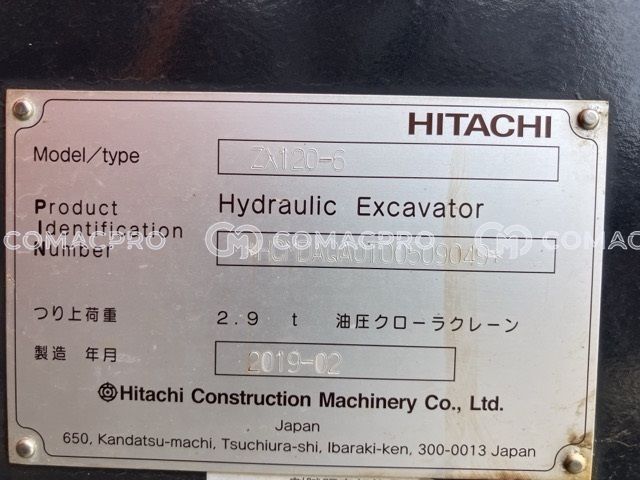 HITACHI
Model/type ZX120-6
Product Identification Number
Hydraulic Excavator
COMACPRO COMACPRO COMACPRO
つり上荷重 2.9 t 油圧クローラクレーン
製造 年月 2019-02
Hitachi Construction Machinery Co., Ltd.
Japan
650, Kandatsu-machi, Tsuchiura-shi, Ibaraki-ken, 300-0013 Japan